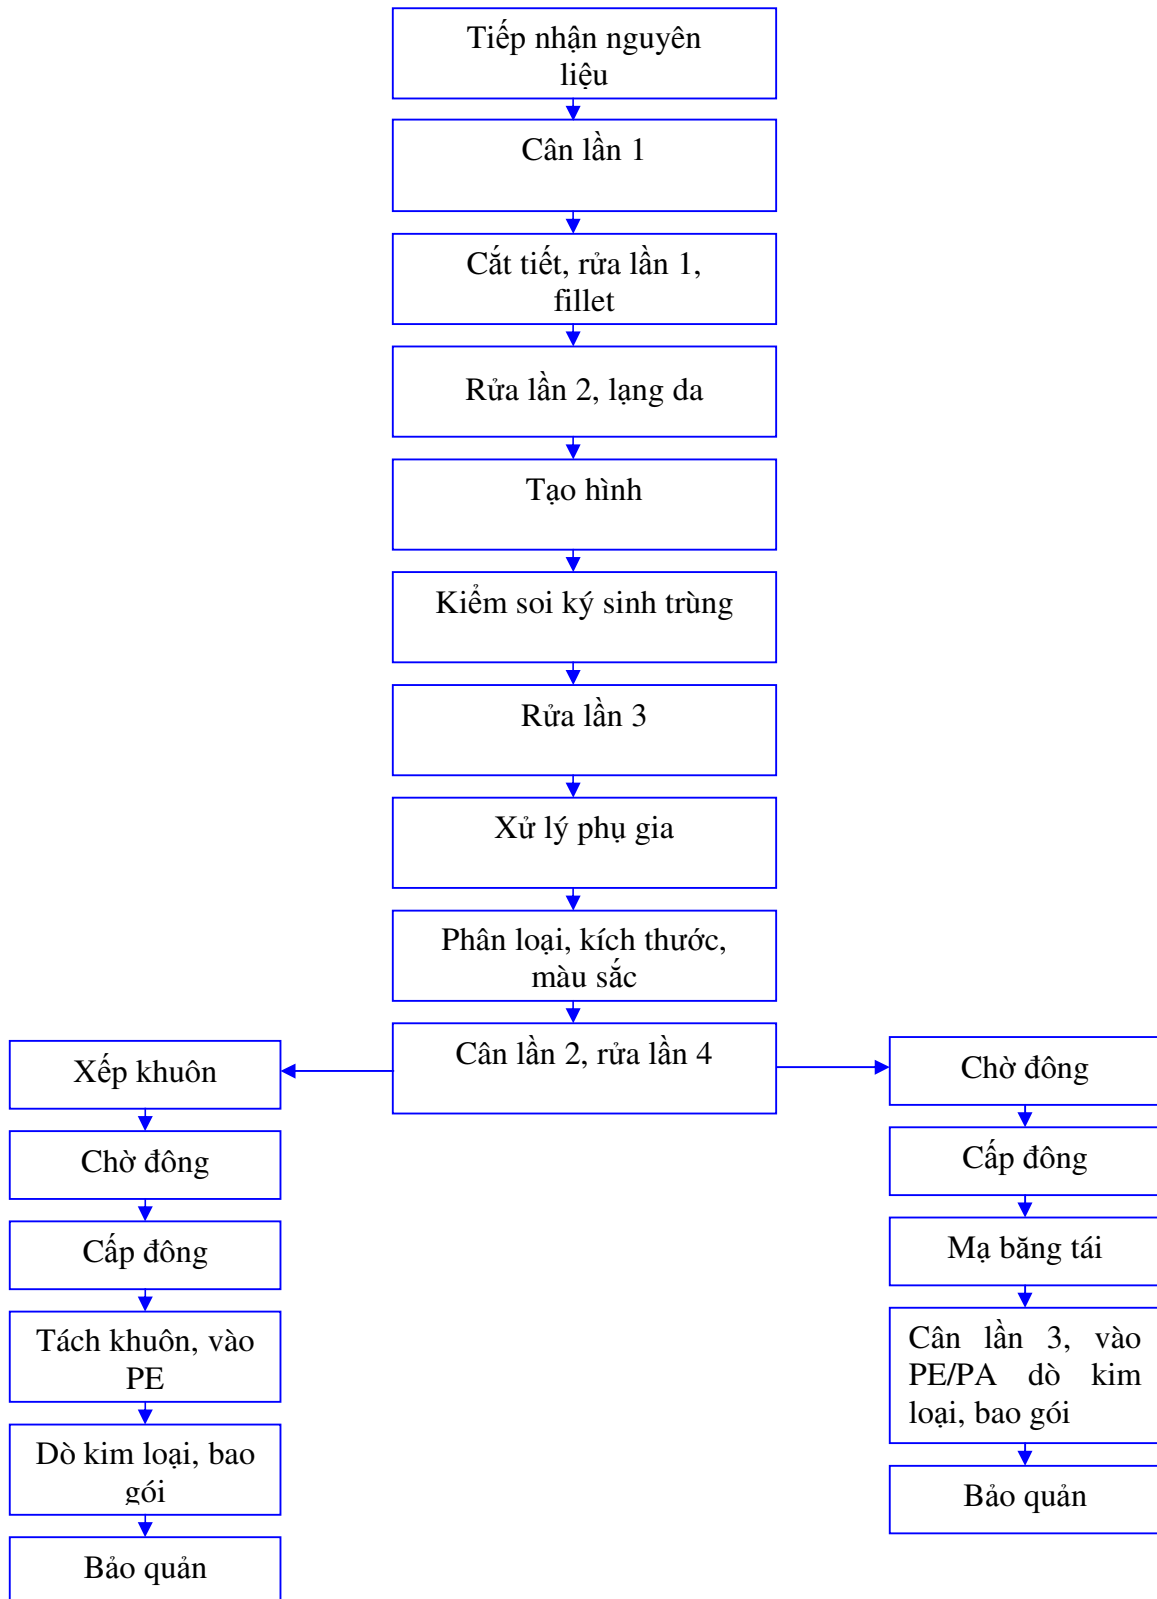 Tiếp nhận nguyên
liệu
Cân lần 1
Cắt tiết, rửa lần 1,
fillet
Rửa lần 2, lạng da
Tạo hình
Kiểm soi ký sinh trùng
Rửa lần 3
Xử lý phụ gia
Phân loại, kích thước,
màu sắc
Cân lần 2, rửa lần 4
Xếp khuôn
Chờ đông
Cấp đông
Tách khuôn, vào
PE
Dò kim loại, bao
gói
Bảo quản
Chờ đông
Cấp đông
Mạ băng tái
Cân lần 3, vào
PE/PA dò kim
loại, bao gói
Bảo quản